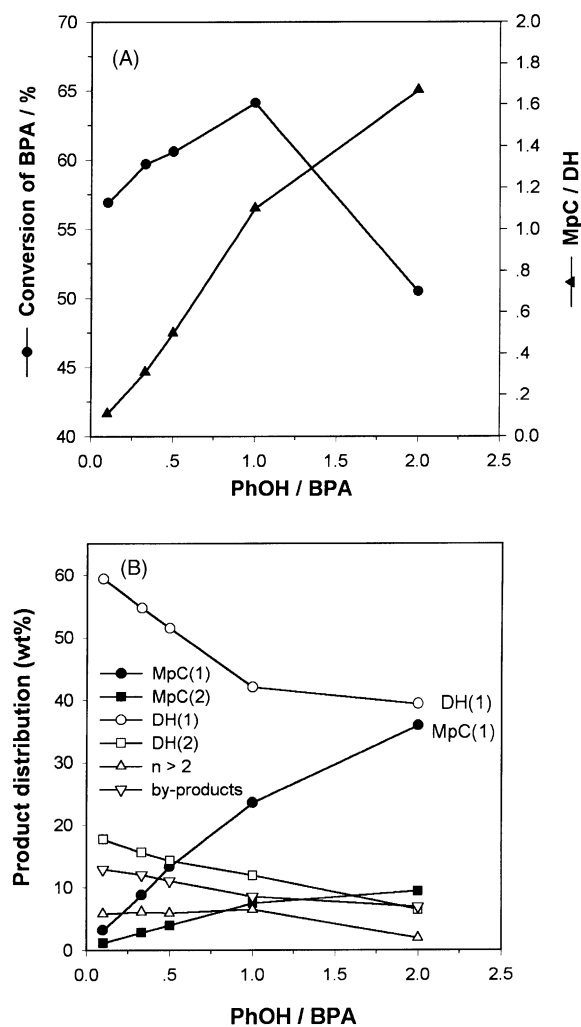 (A)
70
65
60
55
50
45
40
Conversion of BPA / %
2.0
1.8
1.6
1.4
1.2
1.0
.8
.6
.4
.2
0.0
MpC / DH
0.0 .5 1.0 1.5 2.0 2.5
PhOH / BPA
(B)
60
50
40
30
20
10
0
Product distribution (wt%)
MpC(1)
MpC(2)
DH(1)
DH(2)
n > 2
by-products
DH(1)
MpC(1)
0.0 .5 1.0 1.5 2.0 2.5
PhOH / BPA